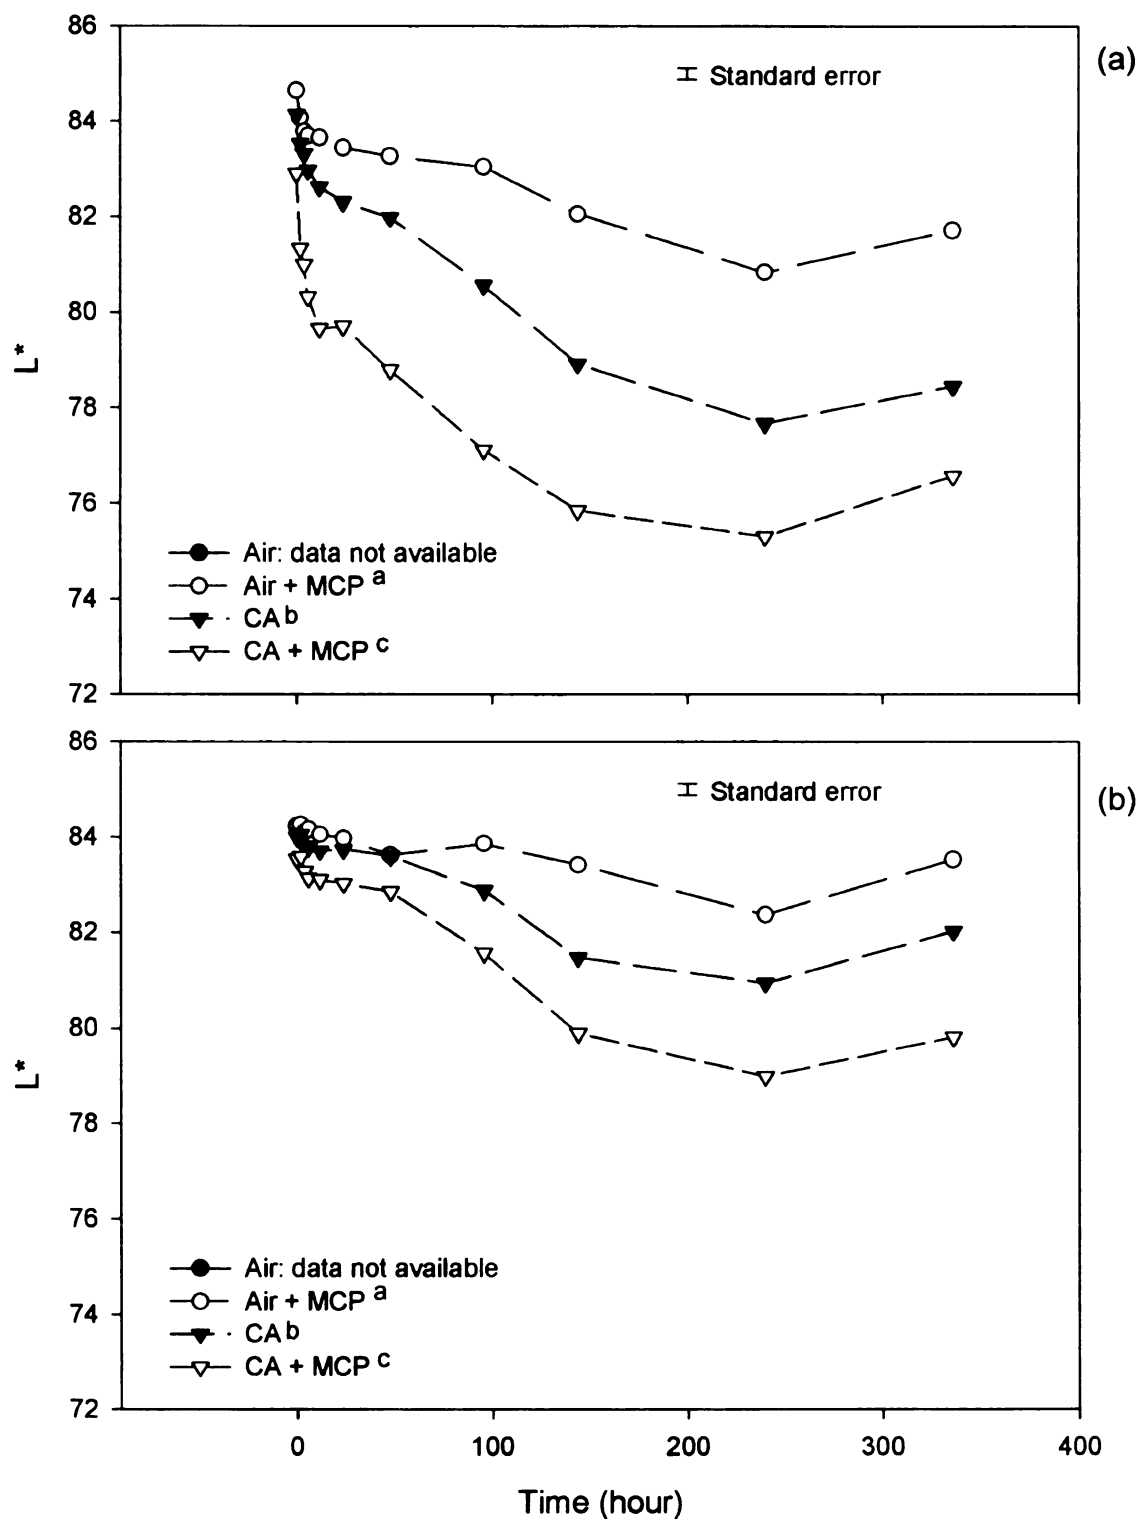 86
(a)
Standard error
84
82
80
L*
78
76
Air: data not available
Air + MCP a
74
CA b
CA + MCP c
72
86
Standard error
(b)
84
82
80
L*
78
76
Air: data not available
Air + MCP a
74
CA b
CA + MCP c
72
0 100 200 300 400
Time (hour)